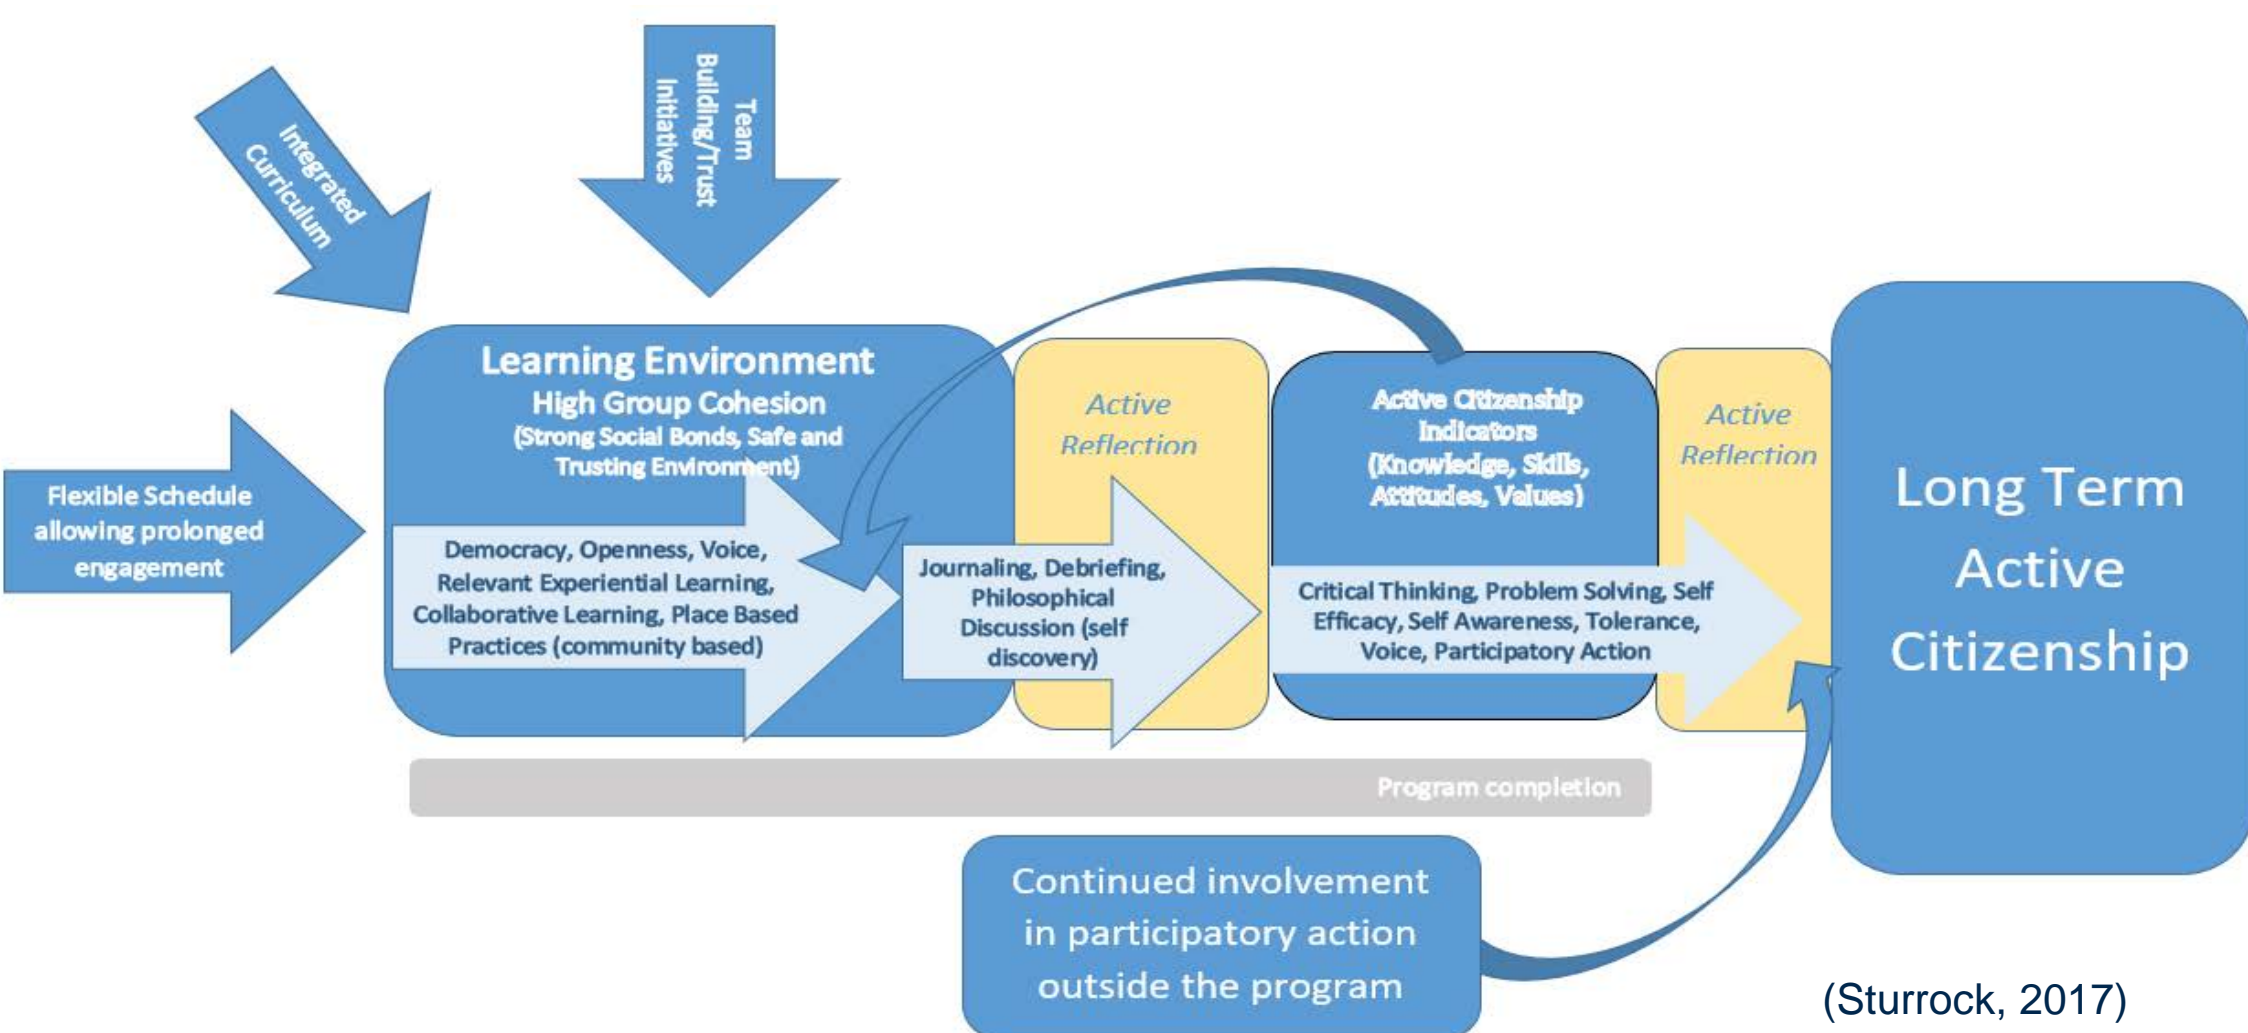 Team
Building/Trust
Initiatives
Integrated
Curriculum
Flexible Schedule
allowing prolonged
engagement
Learning Environment
High Group Cohesion
(Strong Social Bonds, Safe and
Trusting Environment)
Democracy, Openness, Voice,
Relevant Experiential Learning,
Collaborative Learning, Place Based
Practices (community based)
Active
Reflection
Journaling, Debriefing,
Philosophical
Discussion (self
discovery)
Active Citizenship
Indicators
(Knowledge, Skills,
Attitudes, Values)
Critical Thinking, Problem Solving, Self
Efficacy, Self Awareness, Tolerance,
Voice, Participatory Action
Active
Reflection
Long Term
Active
Citizenship
Program completion
Continued involvement
in participatory action
outside the program
(Sturrock, 2017)